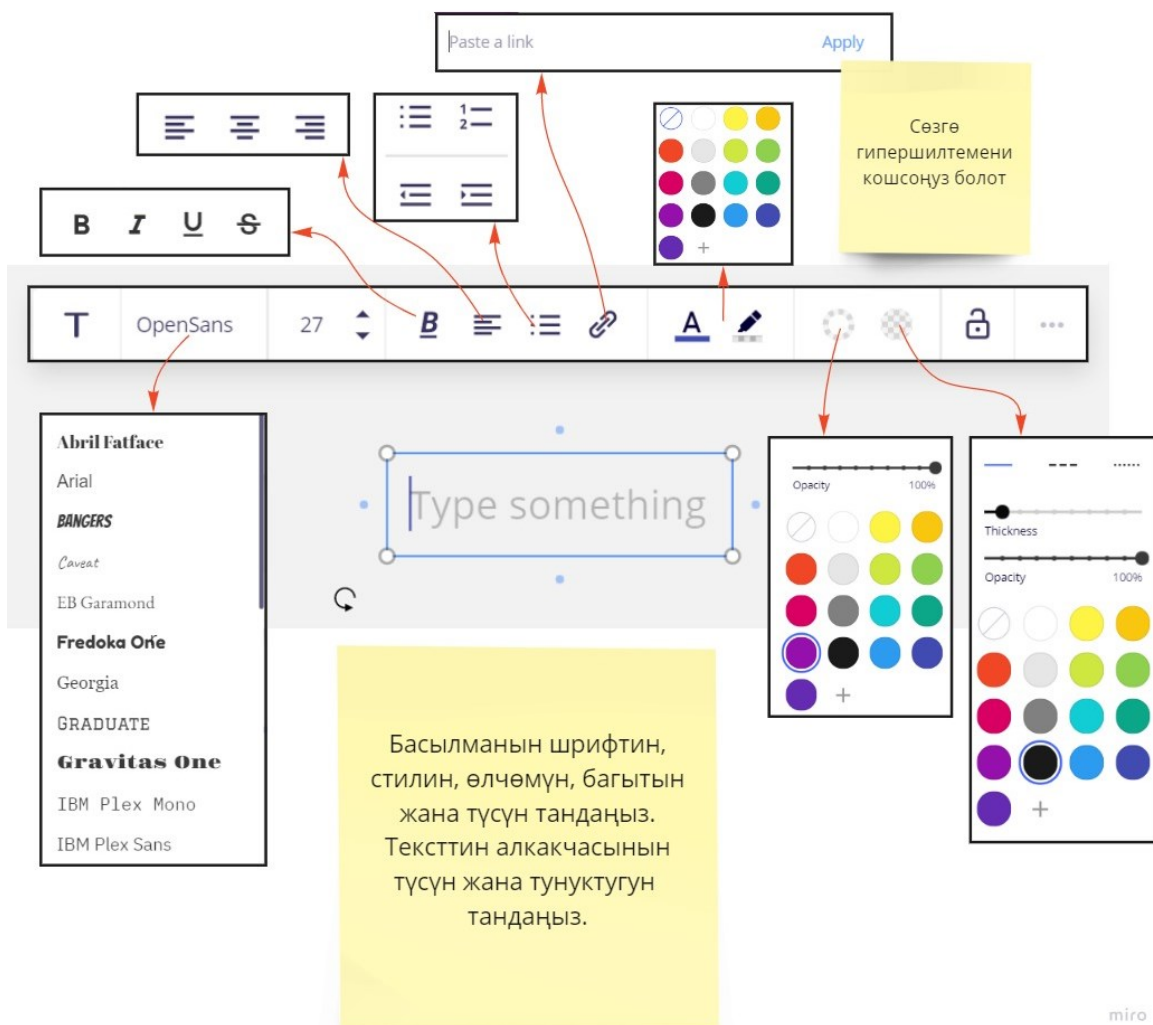 Paste a link Apply
Сөзгө
гипершилтемени
кошсоңуз болот
1
2
B I U S
T OpenSans 27 B A
Abril Fatface
Arial
BANGERS
Caveat
EB Garamond
Fredoka One
Georgia
GRADUATE
Gravitas One
IBM Plex Mono
IBM Plex Sans
Type something
Opacity 100%
Thickness
Opacity 100%
Басылманын шрифтин,
стилин, өлчөмүн, багытын
жана түсүн тандаңыз.
Тексттин алкакчасынын
түсүн жана тунуктугун
тандаңыз.
miro